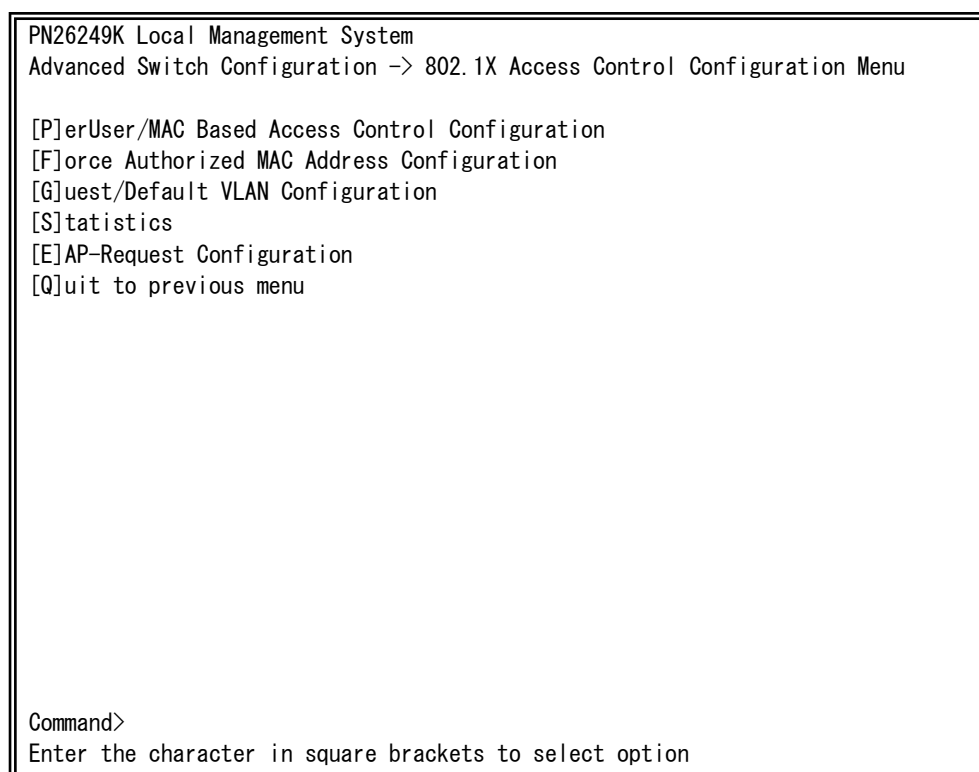 PN26249K Local Management System
Advanced Switch Configuration -> 802.1X Access Control Configuration Menu
[P]erUser/MAC Based Access Control Configuration
[F]orce Authorized MAC Address Configuration
[G]uest/Default VLAN Configuration
[S]tatistics
[E]AP-Request Configuration
[Q]uit to previous menu
Command>
Enter the character in square brackets to select option